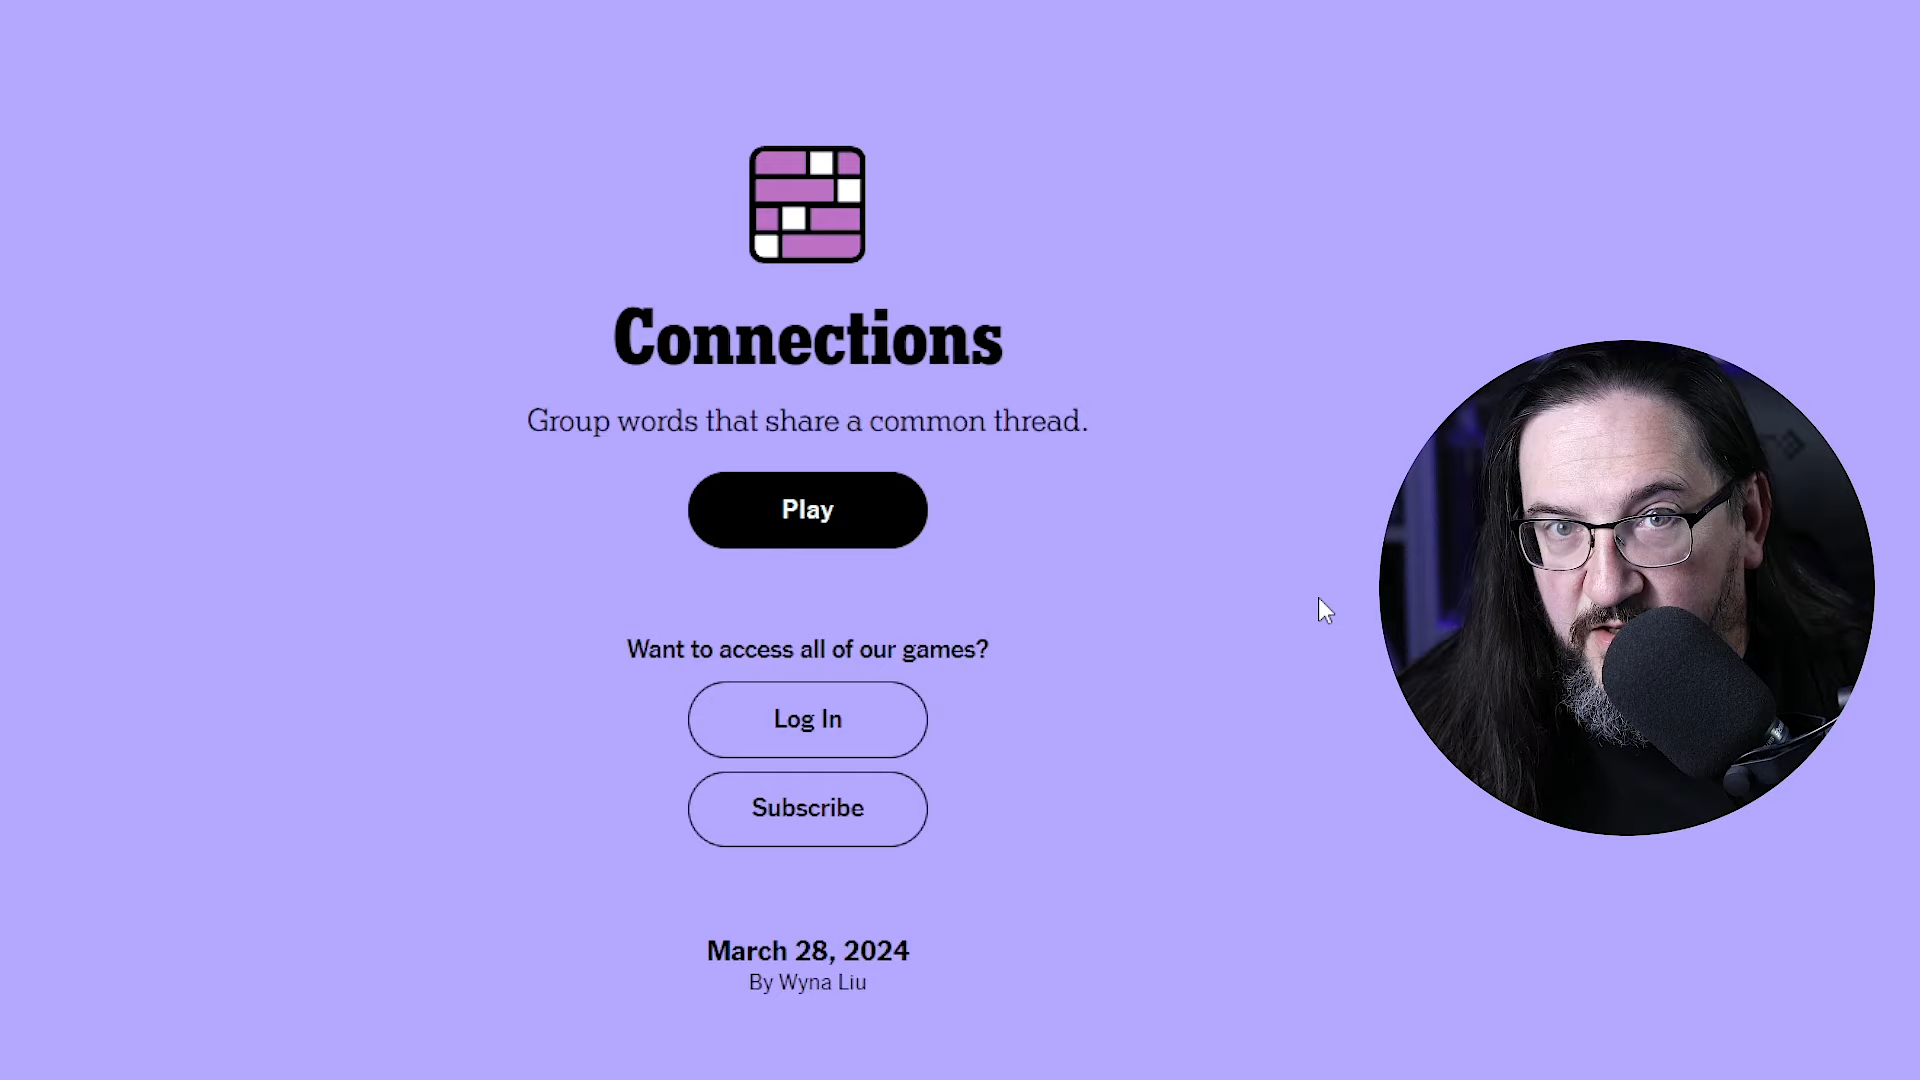 Connections
Group words that share a common thread.
Play
Want to access all of our games?
Log In
Subscribe
March 28, 2024
By Wyna Liu